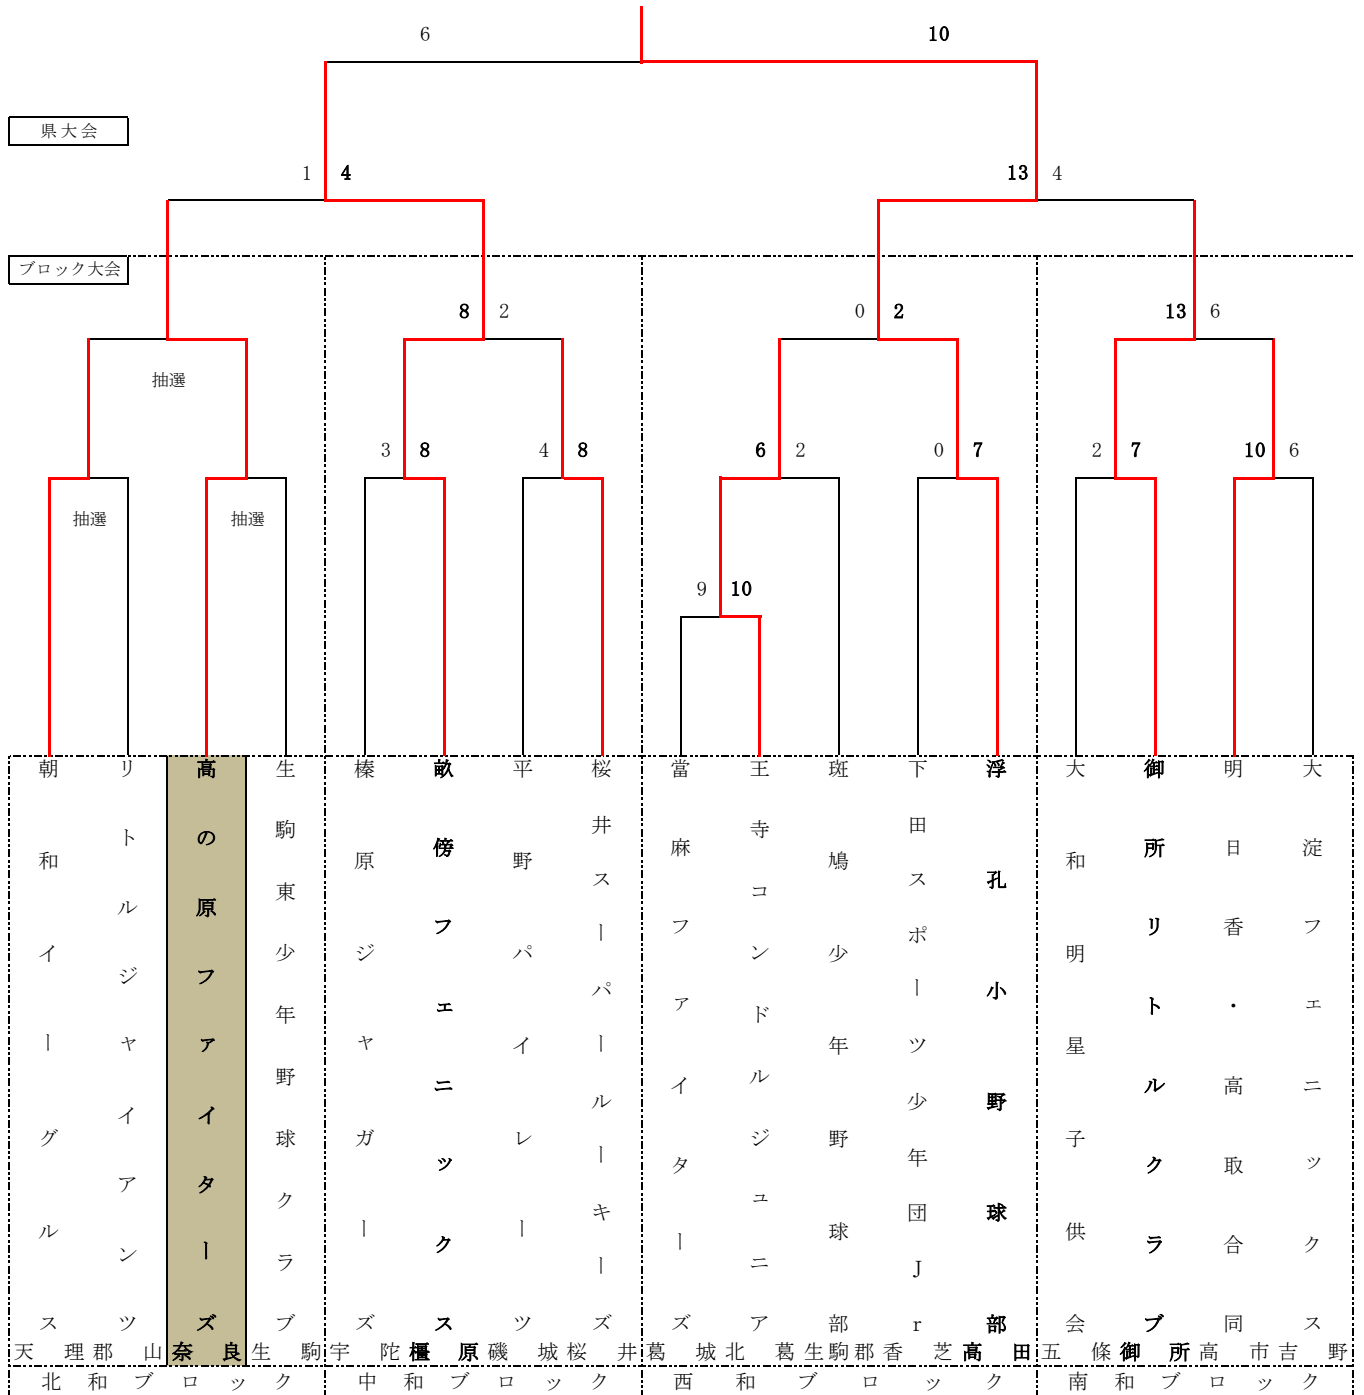 6 10
県大会
1 4 13 4
ブロック大会
8 2 0 2 13 6
抽選
3 8 4 8 6 2 0 7 2 7 10 6
抽選 抽選
9 10
朝和イーグルス
リトルジャイアンツ
高の原ファイターズ
生駒東少年野球クラブ
榛原ジャガーズ
畝傍フェニックス
平野パイレーツ
桜井スーパールーキーズ
當麻ファイターズ
王寺コンドルジュニア
斑鳩少年野球部
下田スポーツ少年団Jr
浮孔小野球部
大和明星子供会
御所リトルクラブ
明日香・高取合同
大淀フェニックス
天理 郡山 奈良 生駒 宇陀 橿原 磯城 桜井 葛城 北葛 生駒郡 香芝 高田 五條 御所 高市 吉野
北和ブロック 中和ブロック 西和ブロック 南和ブロック